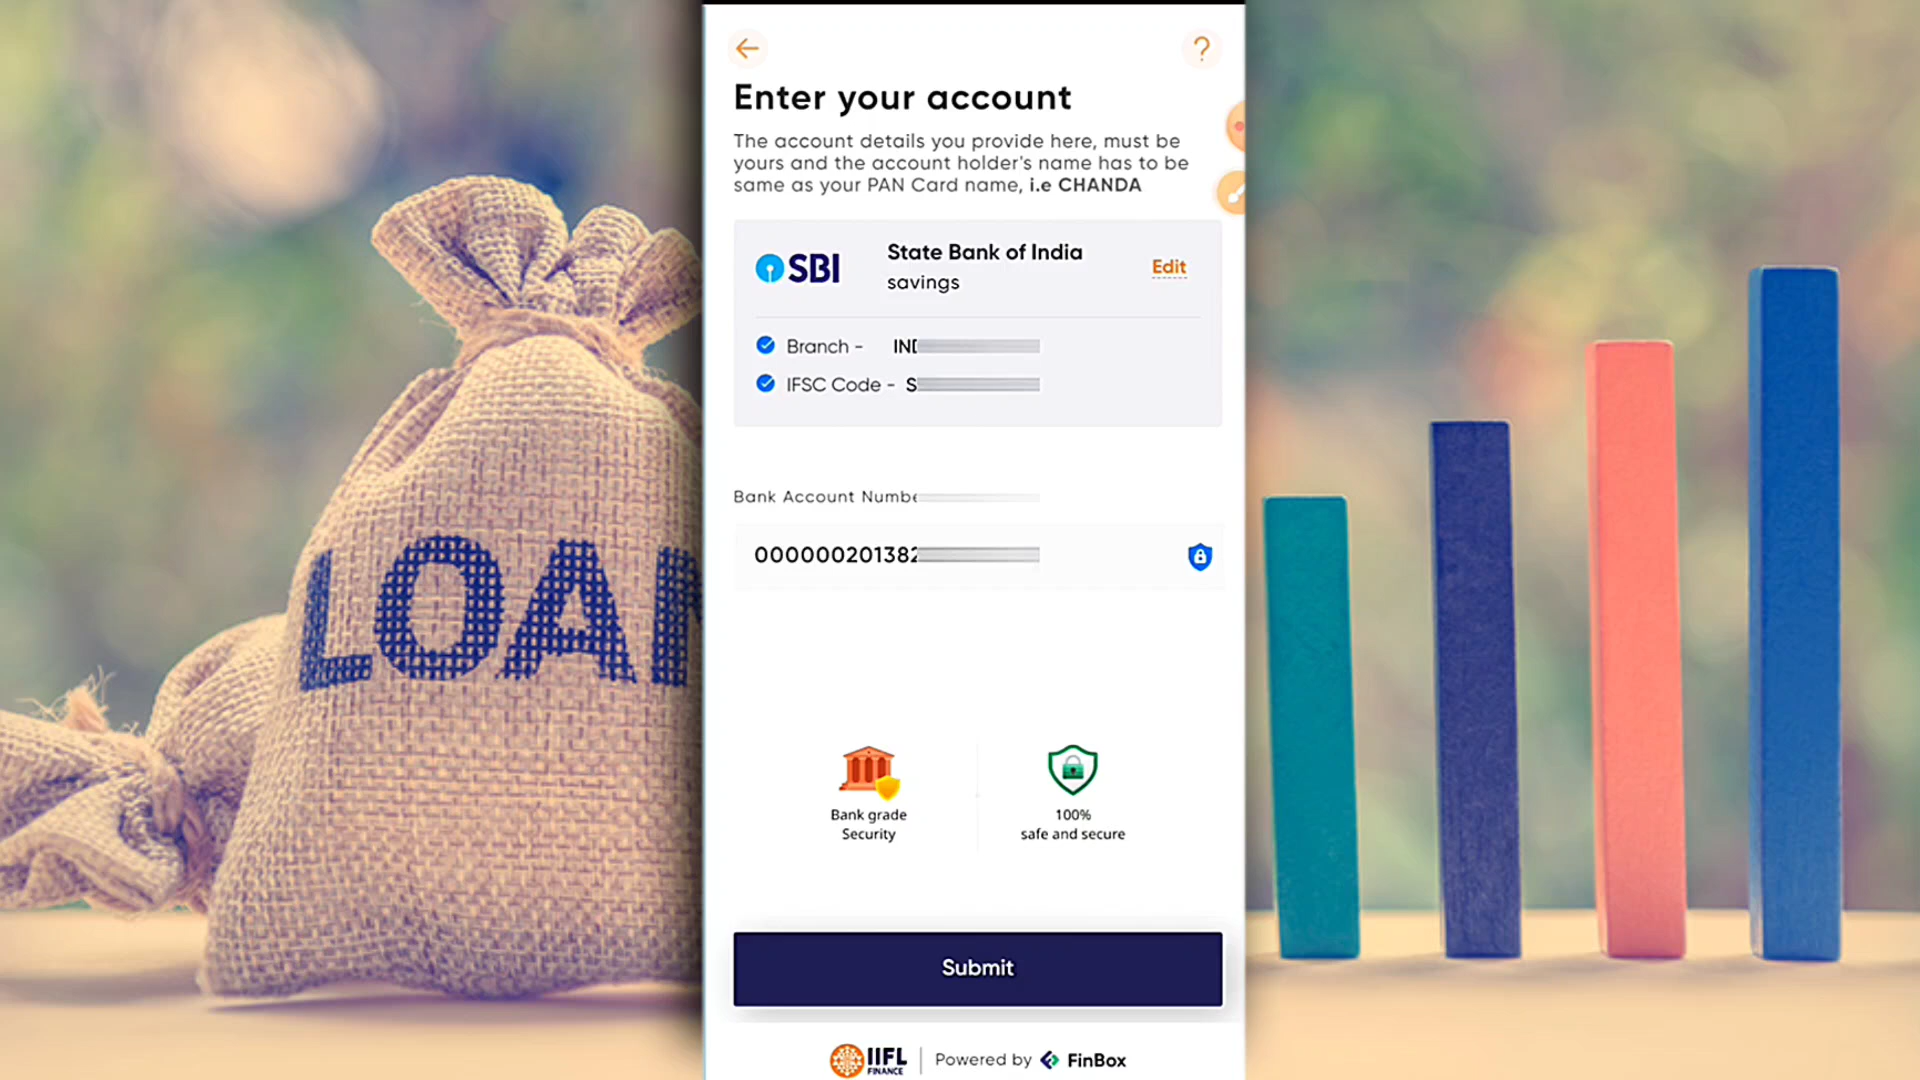 Enter your account
The account details you provide here, must be
yours and the account holder's name has to be
same as your PAN Card name, i.e CHANDA
SBI
State Bank of India
savings
Edit
Branch - IND
IFSC Code - S
Bank Account Numbe
000000201382
LOAN
Bank grade
Security
100%
safe and secure
Submit
IIFL
FINANCE
Powered by FinBox